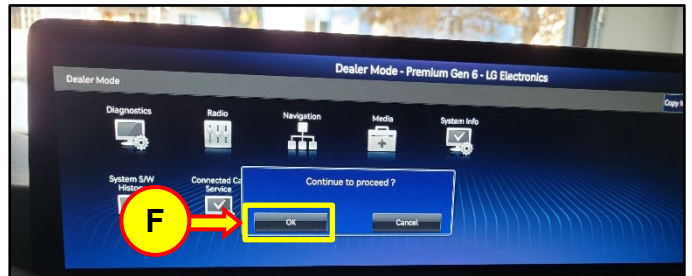 Dealer Mode - Premium Gen 6 - LG Electronics
Dealer Mode
Diagnostics
Radio
Navigation
Media
System Info
System S/W
Connected
Service
Continue to proceed ?
OK
Cancel
F